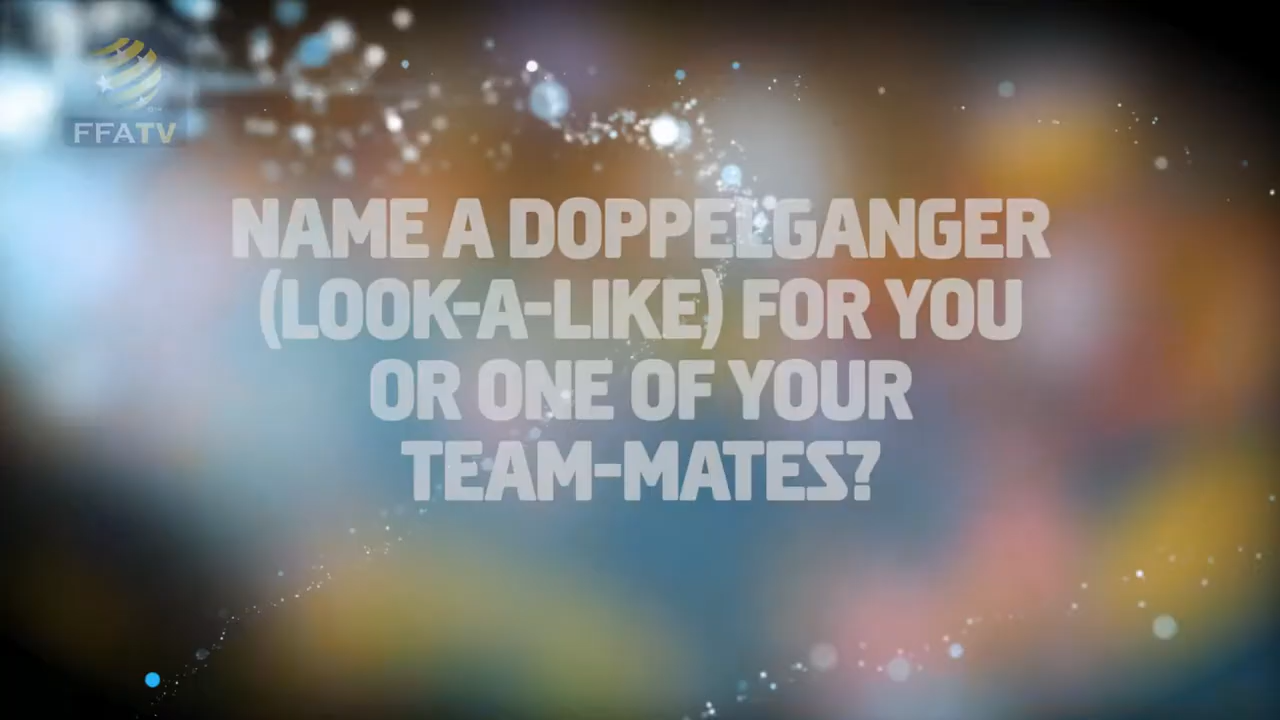 FFATV
NAME A DOPPELGANGER
(LOOK-A-LIKE) FOR YOU
OR ONE OF YOUR
TEAM-MATES?